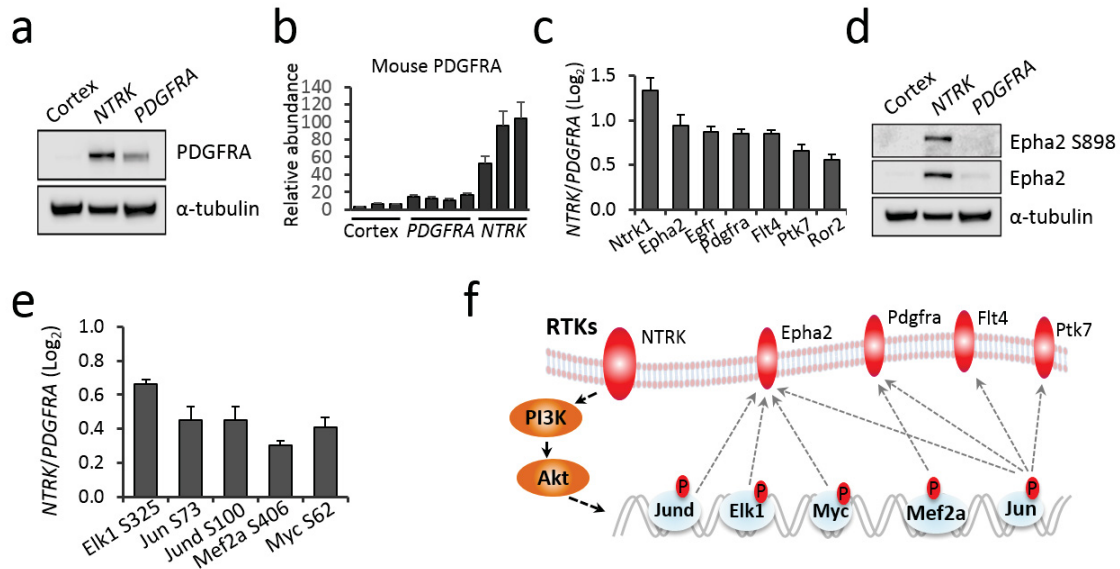 a
Cortex
NTRK
PDGFRA
PDGFRA
α-tubulin
b
Mouse PDGFRA
Relative abundance
140
120
100
80
60
40
20
0
Cortex
PDGFRA
NTRK
c
NTRK/PDGFRA (Log2)
1.5
1.0
0.5
0.0
Ntrk1
Epha2
Egfr
Pdgfra
Flt4
Ptk7
Ror2
d
Cortex
NTRK
PDGFRA
Epha2 S898
Epha2
α-tubulin
e
NTRK/PDGFRA (Log2)
1.0
0.8
0.6
0.4
0.2
0.0
Elk1 S325
Jun S73
Jund S100
Mef2a S406
Myc S62
f
RTKs
NTRK
Epha2
Pdgfra
Flt4
Ptk7
PI3K
Akt
P
P
P
P
P
Jund
Elk1
Myc
Mef2a
Jun